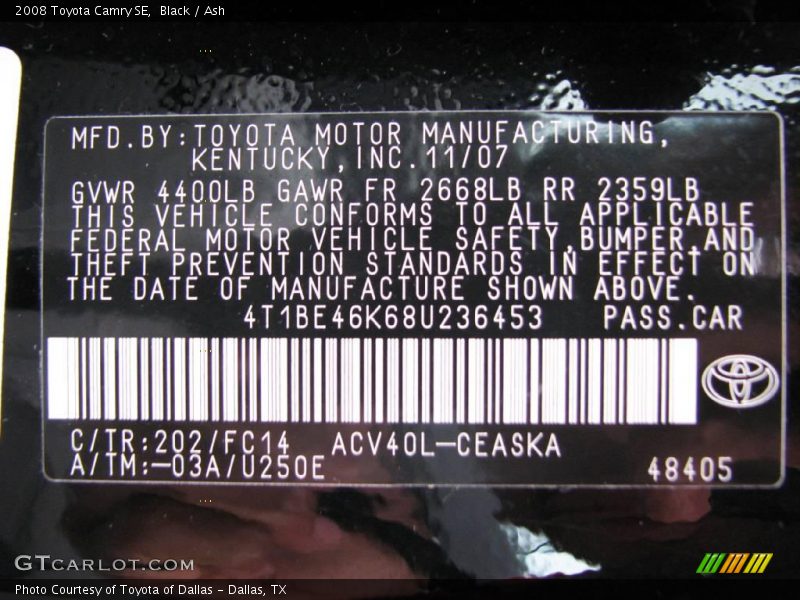 2008 Toyota Camry SE,  Black / Ash
MFD.BY:TOYOTA MOTOR MANUFACTURING,
KENTUCKY,INC.11/07
GVWR 4400LB GAWR FR 2668LB RR 2359LB
THIS VEHICLE CONFORMS TO ALL APPLICABLE
FEDERAL MOTOR VEHICLE SAFETY,BUMPER,AND
THEFT PREVENTION STANDARDS IN EFFECT ON
THE DATE OF MANUFACTURE SHOWN ABOVE.
4T1BE46K68U236453 PASS.CAR
C/TR:202/FC14 ACV40L-CEASKA
A/TM:-03A/U250E 48405
GTCARLOT.COM
Photo Courtesy of Toyota of Dallas - Dallas, TX